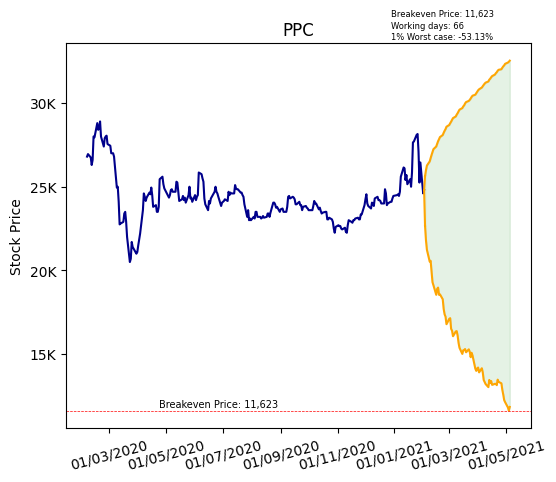 Breakeven Price: 11,623
Working days: 66
1% Worst case: -53.13%
PPC
Stock Price
30K
25K
20K
15K
Breakeven Price: 11,623
01/03/2020
01/05/2020
01/07/2020
01/09/2020
01/11/2020
01/01/2021
01/03/2021
01/05/2021